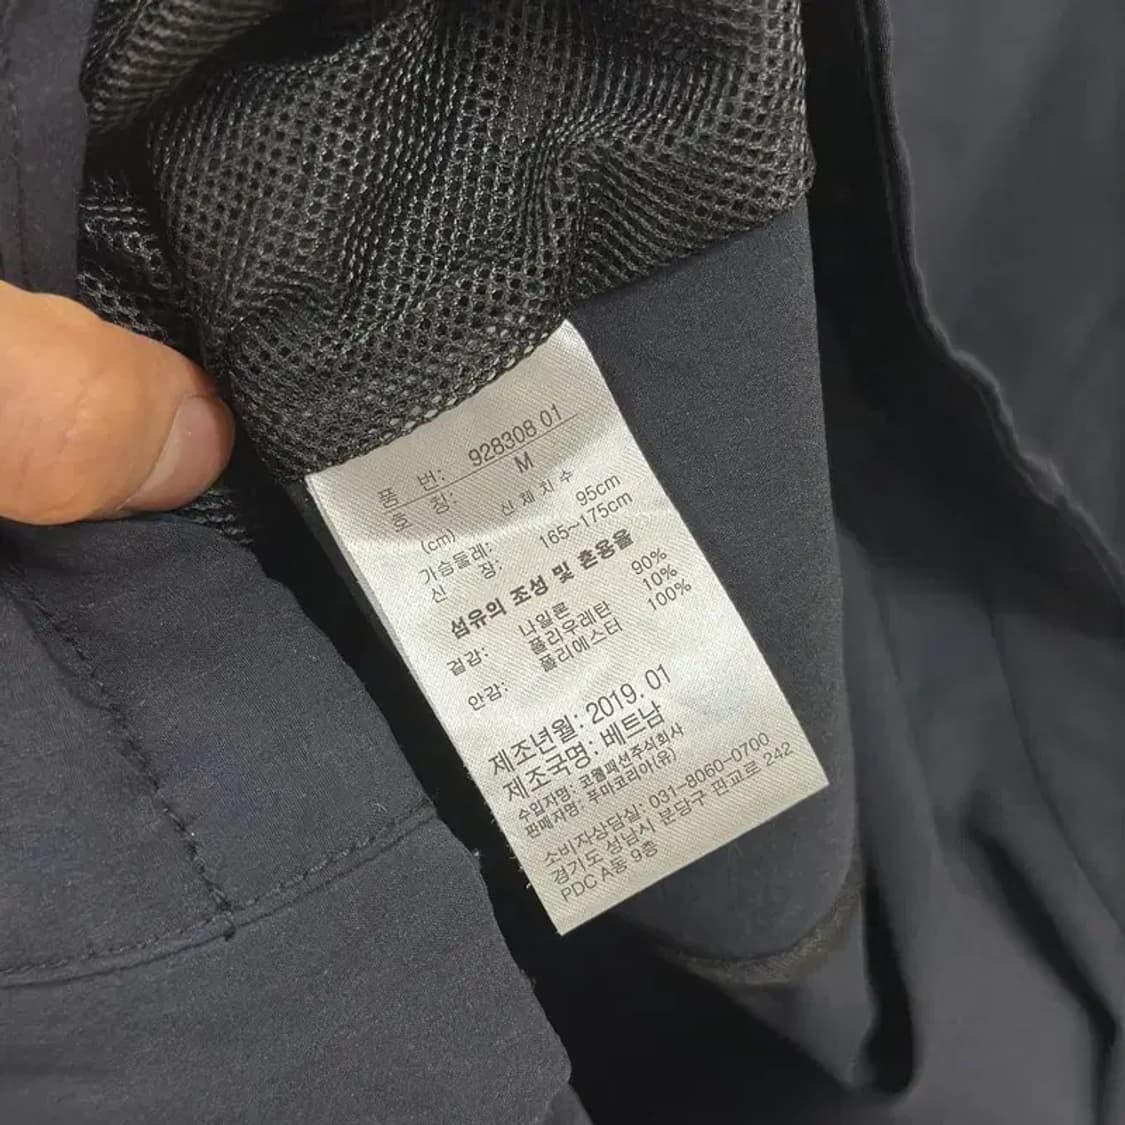 품 번: 928308 01
호 칭: M
(cm) 신체치수
가슴둘레: 95cm
신 장: 165~175cm
섬유의 조성 및 혼용율
겉감: 나일론 90%
폴리우레탄 10%
안감: 폴리에스터 100%
제조년월: 2019.01
제조국명: 베트남
수입자명: 코웰패션주식회사
판매자명: 푸마코리아(유)
소비자상담실: 031-8060-0700
경기도 성남시 분당구 판교로 242
PDC A동 9층